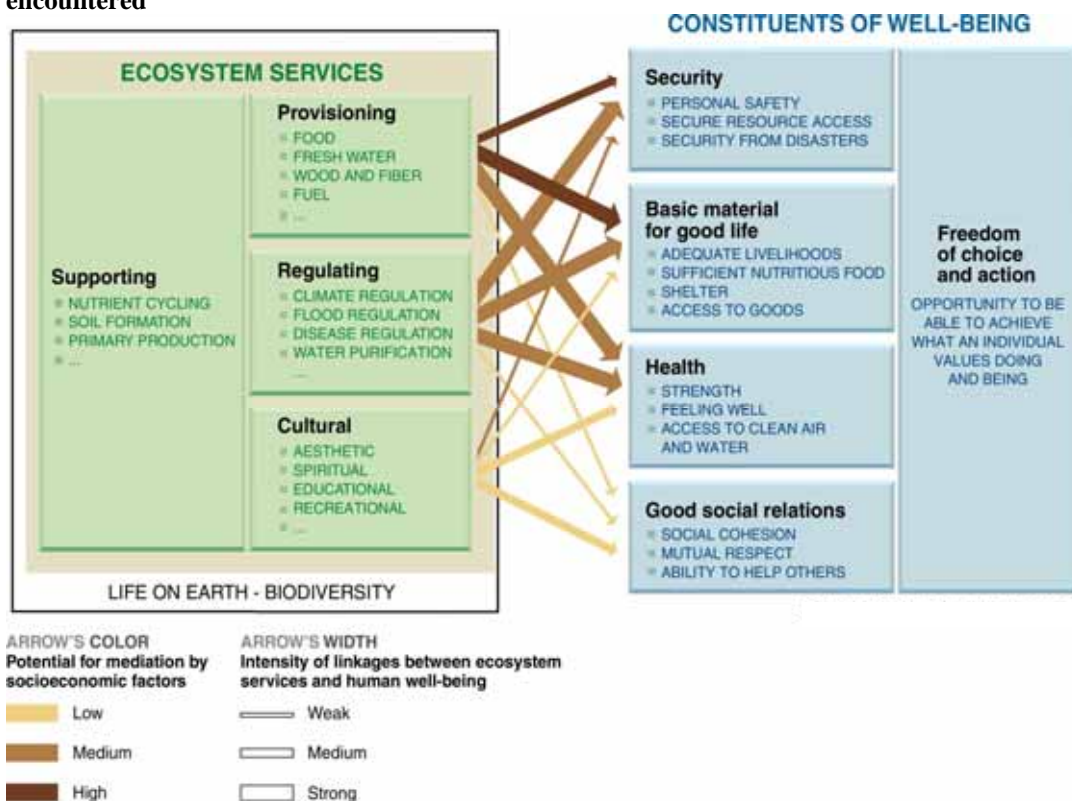 encountered
CONSTITUENTS OF WELL-BEING
ECOSYSTEM SERVICES
Supporting
NUTRIENT CYCLING
SOIL FORMATION
PRIMARY PRODUCTION
...
Provisioning
FOOD
FRESH WATER
WOOD AND FIBER
FUEL
...
Regulating
CLIMATE REGULATION
FLOOD REGULATION
DISEASE REGULATION
WATER PURIFICATION
...
Cultural
AESTHETIC
SPIRITUAL
EDUCATIONAL
RECREATIONAL
...
LIFE ON EARTH - BIODIVERSITY
Security
PERSONAL SAFETY
SECURE RESOURCE ACCESS
SECURITY FROM DISASTERS
Basic material
for good life
ADEQUATE LIVELIHOODS
SUFFICIENT NUTRITIOUS FOOD
SHELTER
ACCESS TO GOODS
Health
STRENGTH
FEELING WELL
ACCESS TO CLEAN AIR
AND WATER
Good social relations
SOCIAL COHESION
MUTUAL RESPECT
ABILITY TO HELP OTHERS
Freedom
of choice
and action
OPPORTUNITY TO BE
ABLE TO ACHIEVE
WHAT AN INDIVIDUAL
VALUES DOING
AND BEING
ARROW'S COLOR
Potential for mediation by
socioeconomic factors
Low
Medium
High
ARROW'S WIDTH
Intensity of linkages between ecosystem
services and human well-being
Weak
Medium
Strong